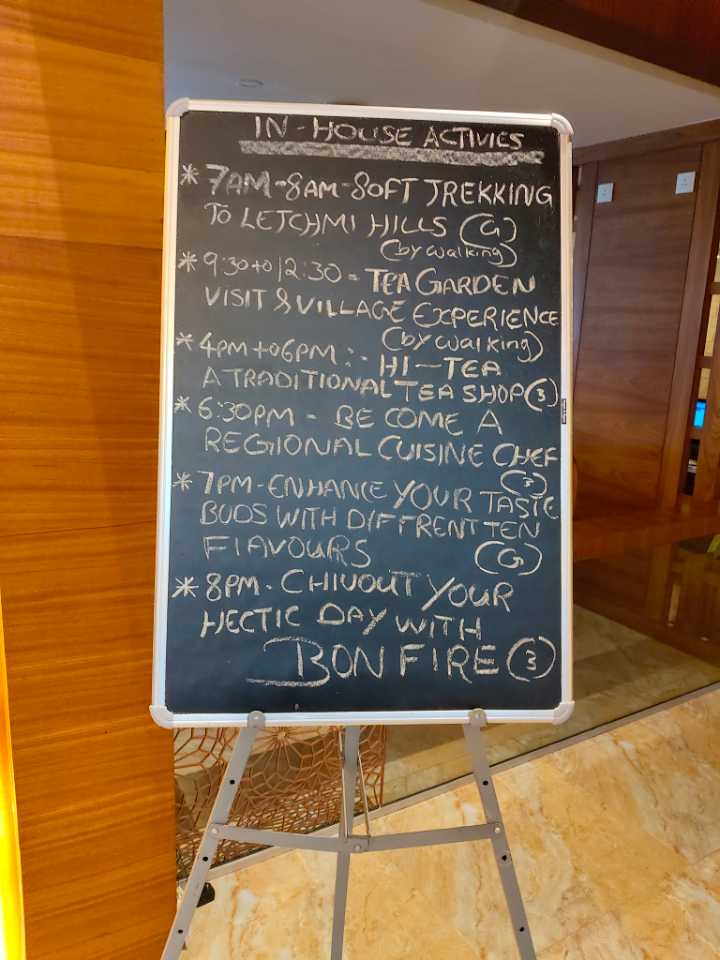 IN-HOUSE ACTIVIES
* 7AM-8AM-SOFT TREKKING
TO LETCHMI HILLS (G)
(by walking)
* 9:30 to 12:30 - TEA GARDEN
VISIT & VILLAGE EXPERIENCE
(by walking)
* 4PM to 6PM :- HI-TEA
A TRADITIONAL TEA SHOP (3)
* 6:30PM - BE COME A
REGIONAL CUISINE CHEF
(3)
* 7PM-ENHANCE YOUR TASTE
BUDS WITH DIFFRENT TEN
FLAVOURS (G)
* 8PM. CHILLOUT YOUR
HECTIC DAY WITH
BON FIRE (3)